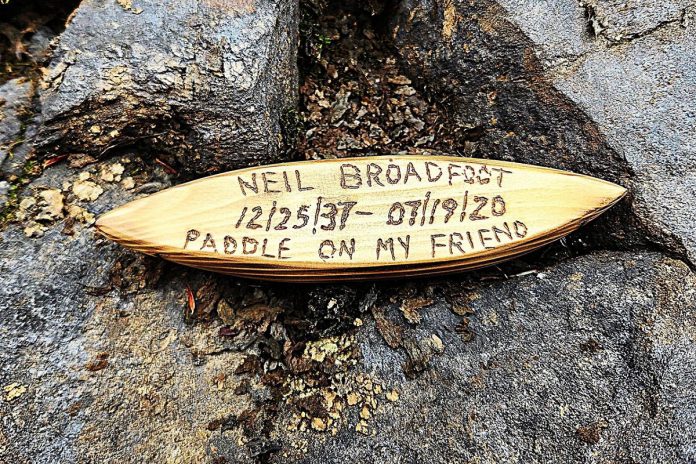 NEIL BROADFOOT
12/25/37- 07/19/20
PADDLE ON MY FRIEND